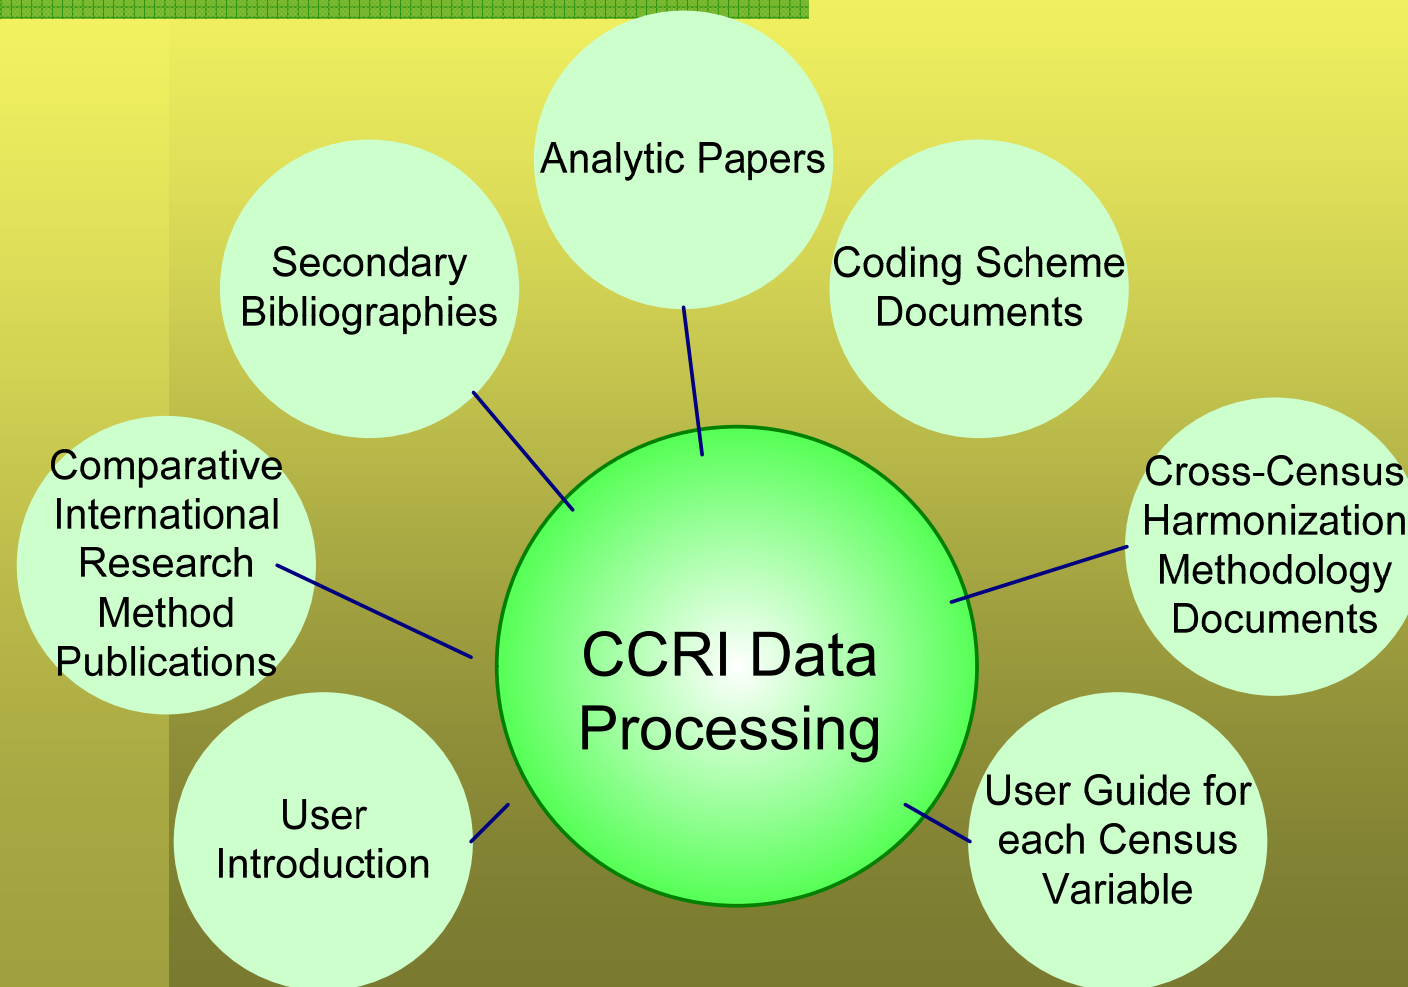 Analytic Papers
Secondary
Bibliographies
Coding Scheme
Documents
Comparative
International
Research
Method
Publications
Cross-Census
Harmonization
Methodology
Documents
CCRI Data
Processing
User
Introduction
User Guide for
each Census
Variable